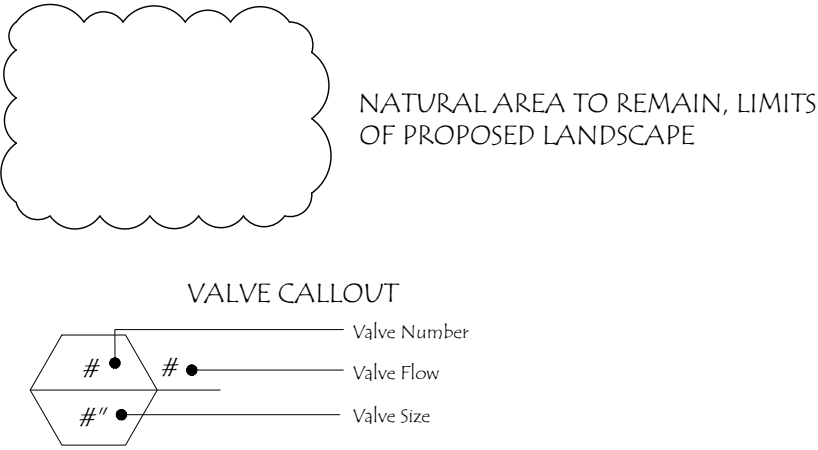 NATURAL AREA TO REMAIN, LIMITS
OF PROPOSED LANDSCAPE
VALVE CALLOUT
Valve Number
# #
Valve Flow
#"
Valve Size